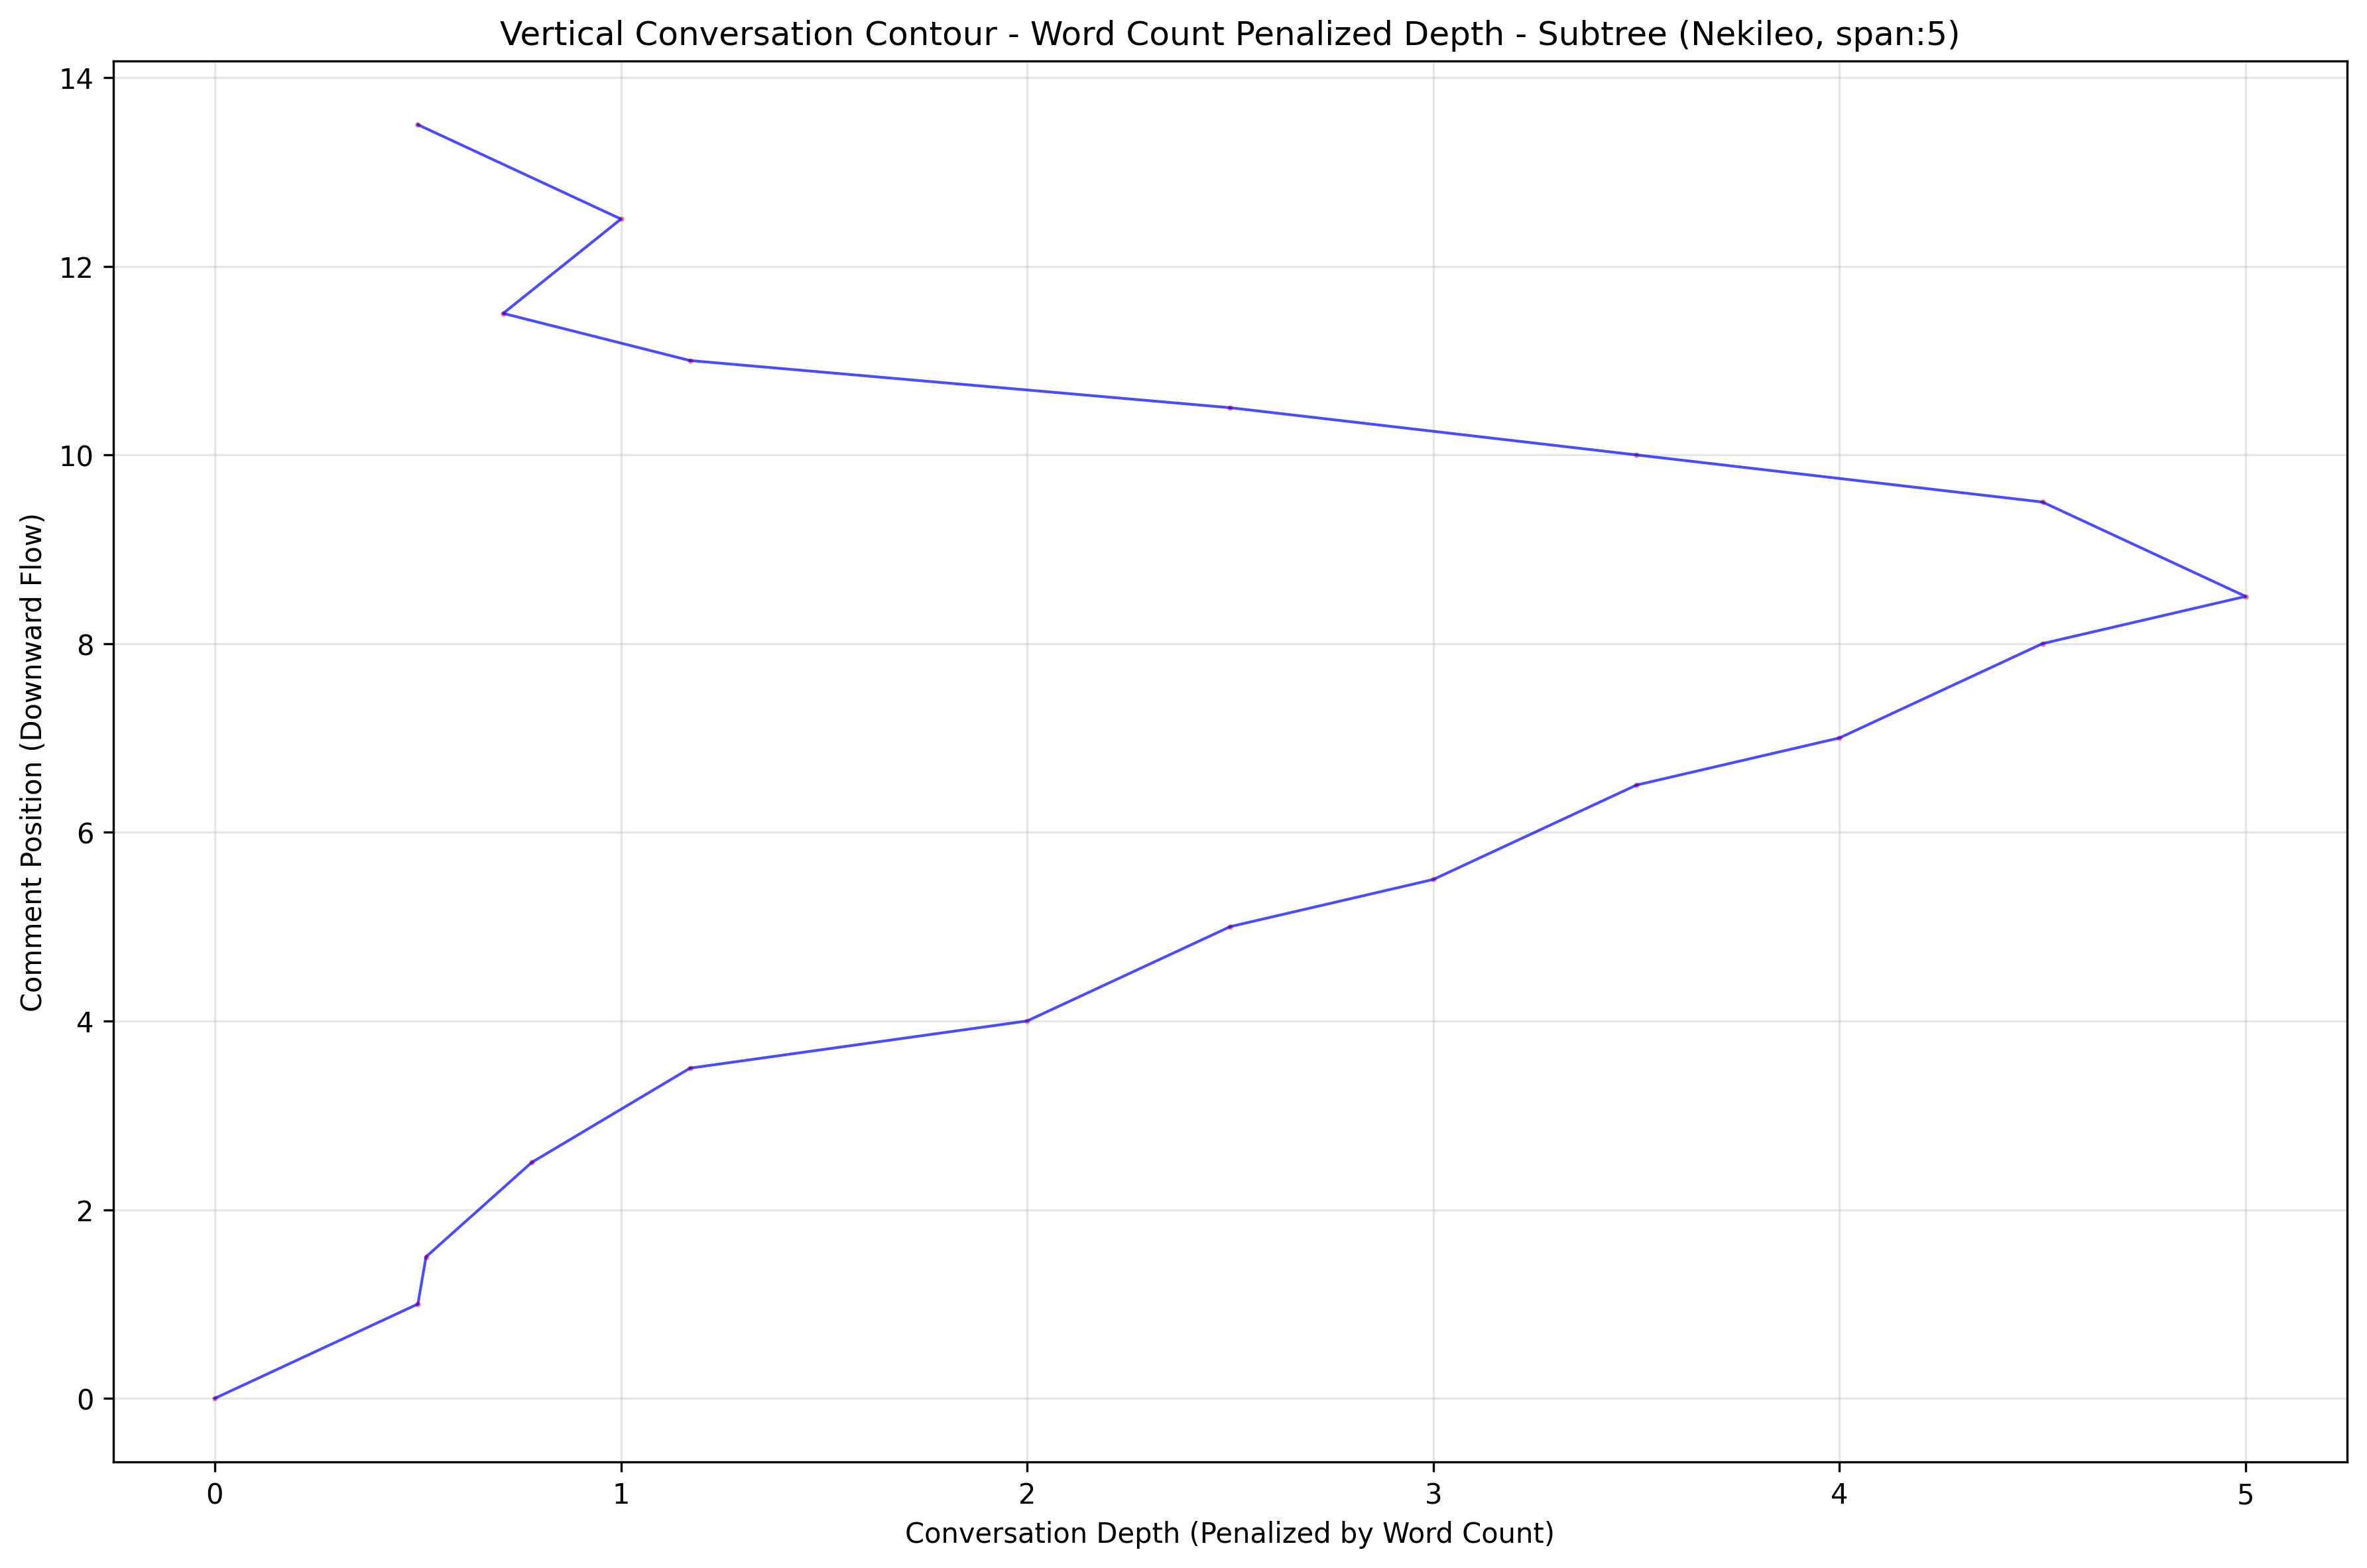 Vertical Conversation Contour - Word Count Penalized Depth - Subtree (Nekileo, span:5)
14
12
10
8
6
4
2
0
Comment Position (Downward Flow)
0 1 2 3 4 5
Conversation Depth (Penalized by Word Count)